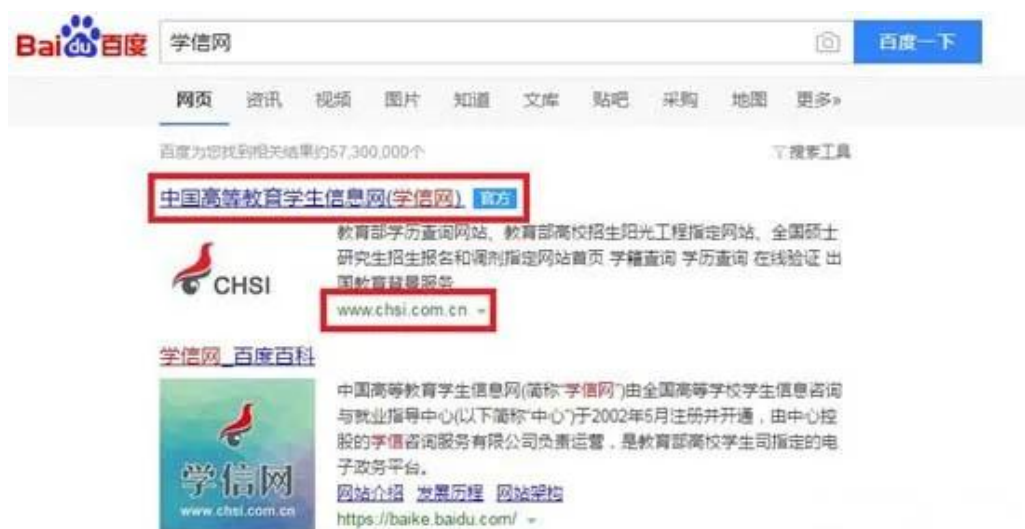 Bai du 百度 学信网 百度一下
网页 资讯 视频 图片 知道 文库 贴吧 采购 地图 更多»
百度为您找到相关结果约57,300,000个 搜索工具
中国高等教育学生信息网(学信网) 官方
教育部学历查询网站、教育部高校招生阳光工程指定网站、全国硕士
研究生招生报名和调剂指定网站首页 学籍查询 学历查询 在线验证 出
国教育背景服务
CHSI
www.chsi.com.cn
学信网_百度百科
中国高等教育学生信息网(简称“学信网”)由全国高等学校学生信息咨询
与就业指导中心(以下简称“中心”)于2002年5月注册并开通，由中心控
股的学信咨询服务有限公司负责运营，是教育部高校学生司指定的电
子政务平台。
学信网
www.chsi.com.cn
网站介绍 发展历程 网站架构
https://baike.baidu.com/